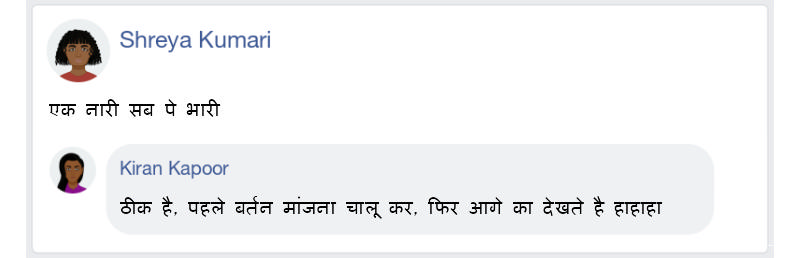 Shreya Kumari
एक नारी सब पे भारी
Kiran Kapoor
ठीक है, पहले बर्तन मांजना चालू कर, फिर आगे का देखते है हाहाहा